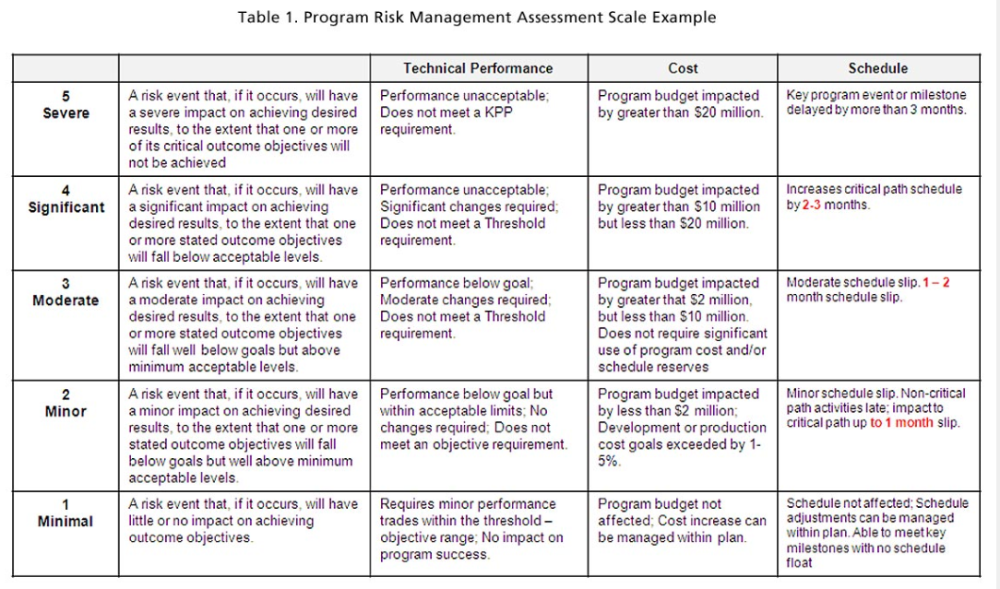 Table 1. Program Risk Management Assessment Scale Example
Technical Performance
Cost
Schedule
5
Severe
A risk event that, if it occurs, will have
a severe impact on achieving desired
results, to the extent that one or more
of its critical outcome objectives will
not be achieved
Performance unacceptable;
Does not meet a KPP
requirement.
Program budget impacted
by greater than $20 million.
Key program event or milestone
delayed by more than 3 months.
4
Significant
A risk event that, if it occurs, will have
a significant impact on achieving
desired results, to the extent that one
or more stated outcome objectives
will fall below acceptable levels.
Performance unacceptable;
Significant changes required;
Does not meet a Threshold
requirement.
Program budget impacted
by greater than $10 million
but less than $20 million.
Increases critical path schedule
by 2-3 months.
3
Moderate
A risk event that, if it occurs, will have
a moderate impact on achieving
desired results, to the extent that one
or more stated outcome objectives
will fall well below goals but above
minimum acceptable levels.
Performance below goal;
Moderate changes required;
Does not meet a Threshold
requirement.
Program budget impacted
by greater that $2 million,
but less than $10 million.
Does not require significant
use of program cost and/or
schedule reserves
Moderate schedule slip. 1 – 2
month schedule slip.
2
Minor
A risk event that, if it occurs, will have
a minor impact on achieving desired
results, to the extent that one or more
stated outcome objectives will fall
below goals but well above minimum
acceptable levels.
Performance below goal but
within acceptable limits; No
changes required; Does not
meet an objective requirement.
Program budget impacted
by less than $2 million;
Development or production
cost goals exceeded by 1-
5%.
Minor schedule slip. Non-critical
path activities late; impact to
critical path up to 1 month slip.
1
Minimal
A risk event that, if it occurs, will have
little or no impact on achieving
outcome objectives.
Requires minor performance
trades within the threshold –
objective range; No impact on
program success.
Program budget not
affected; Cost increase can
be managed within plan.
Schedule not affected; Schedule
adjustments can be managed
within plan. Able to meet key
milestones with no schedule
float